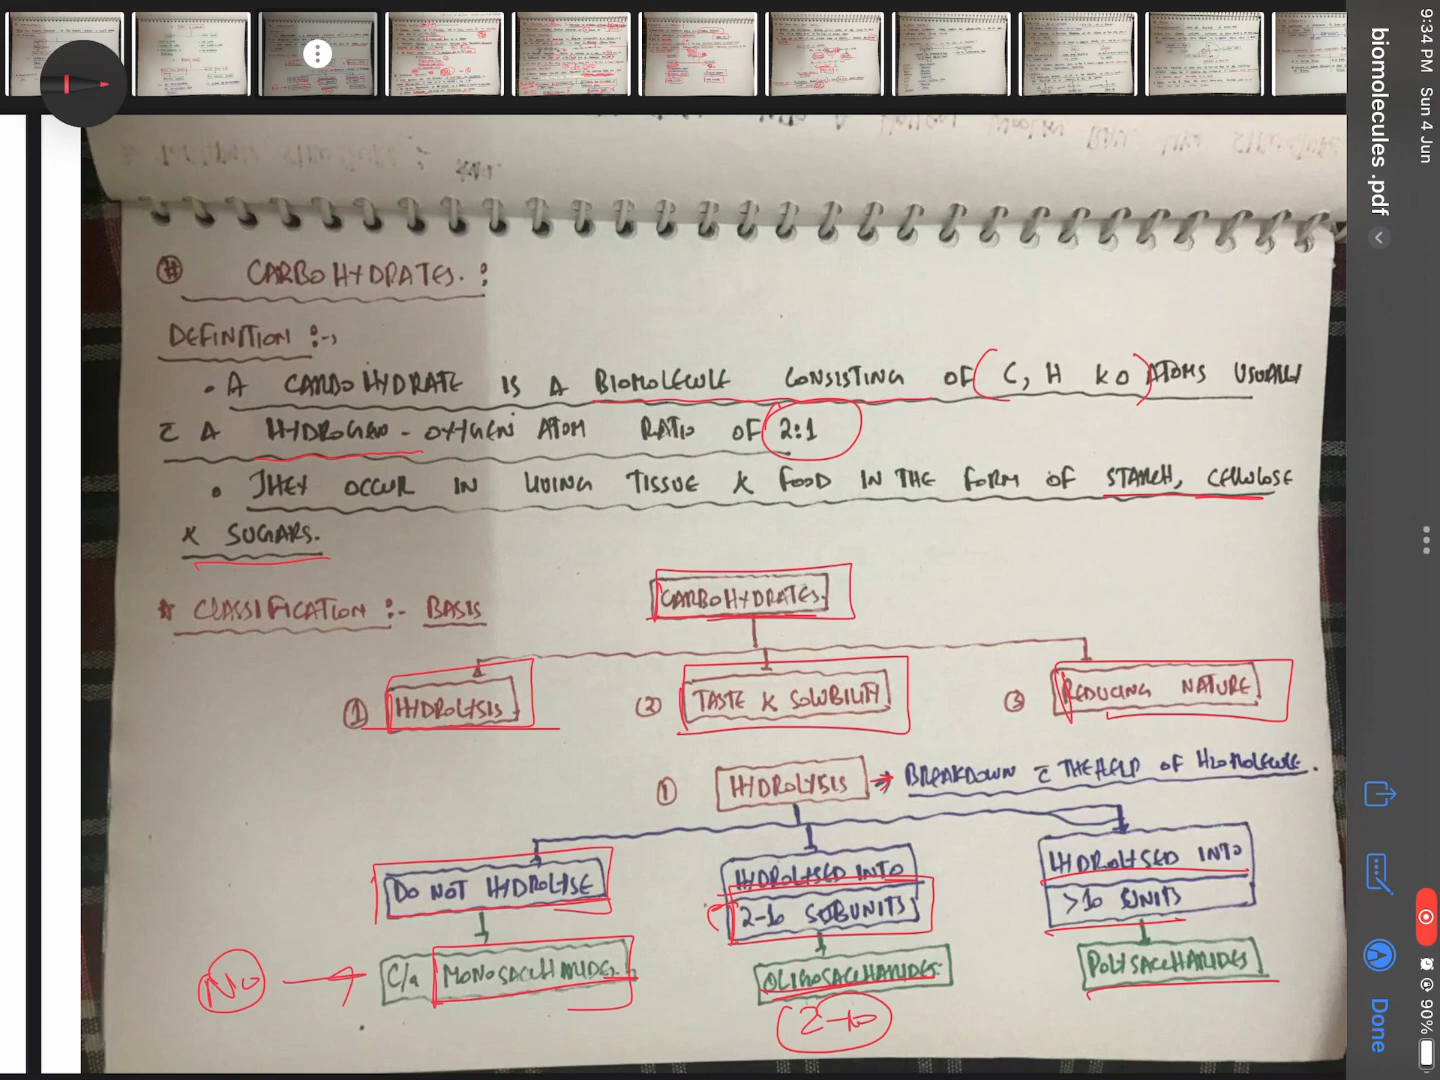 9:34 PM Sun 4 Jun
biomolecules .pdf
90%
Done
CARBOHYDRATES. :
DEFINITION :-
• A CARBOHYDRATE IS A BIOMOLECULE CONSISTING OF (C, H & O) ATOMS USUALLY
c̄ A HYDROGEN - OXYGEN ATOM RATIO OF 2:1
• THEY OCCUR IN LIVING TISSUE & FOOD IN THE FORM OF STARCH, CELLULOSE
& SUGARS.
CLASSIFICATION :- BASIS
CARBOHYDRATES.
① HYDROLYSIS
② TASTE & SOLUBILITY
③ REDUCING NATURE
① HYDROLYSIS → BREAKDOWN c̄ THE HELP OF H2O MOLECULE.
DO NOT HYDROLYSE
HYDROLYSED INTO
2-10 SUBUNITS
HYDROLYSED INTO
>10 UNITS
NO → C/a MONOSACCHARIDES.
OLIGOSACCHARIDES.
POLYSACCHARIDES
2-10